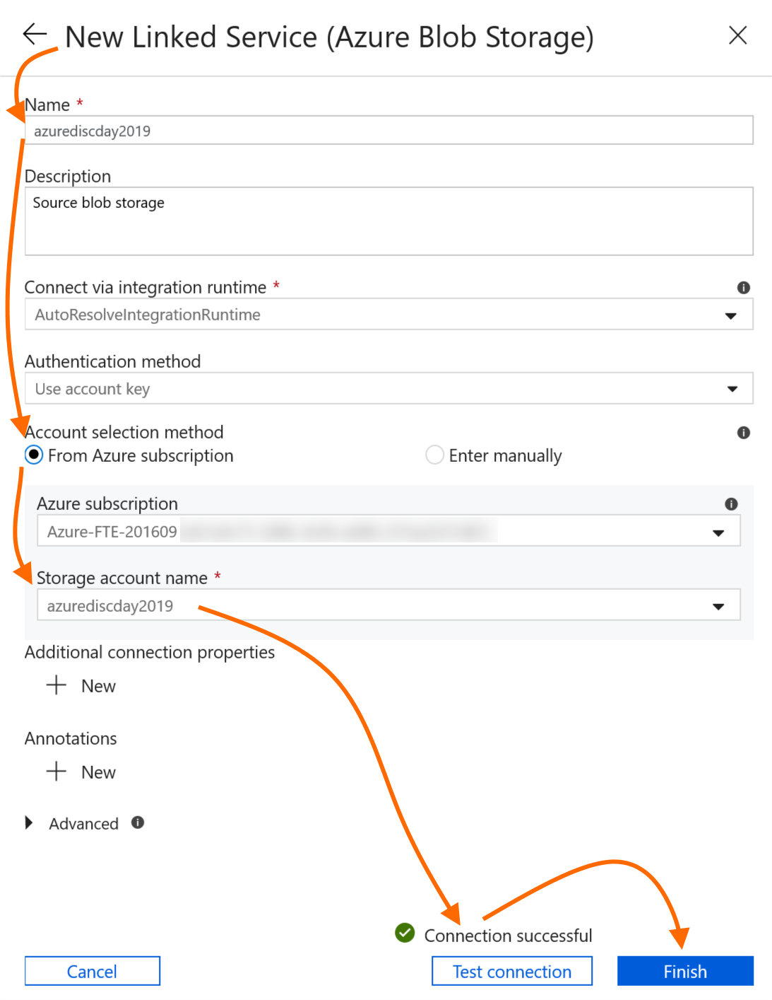 New Linked Service (Azure Blob Storage)
Name *
azurediscday2019
Description
Source blob storage
Connect via integration runtime *
AutoResolveIntegrationRuntime
Authentication method
Use account key
Account selection method
From Azure subscription
Enter manually
Azure subscription
Azure-FTE-201609
Storage account name *
azurediscday2019
Additional connection properties
New
Annotations
New
Advanced
Connection successful
Cancel
Test connection
Finish